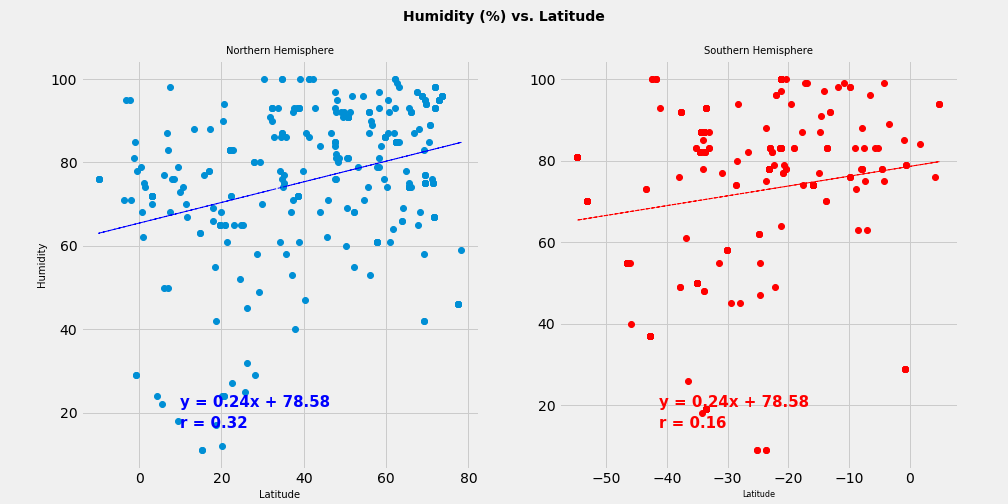 Humidity (%) vs. Latitude
Northern Hemisphere
100
80
60
40
20
Humidity
y = 0.24x + 78.58
r = 0.32
0 20 40 60 80
Latitude
Southern Hemisphere
100
80
60
40
20
y = 0.24x + 78.58
r = 0.16
−50 −40 −30 −20 −10 0
Latitude